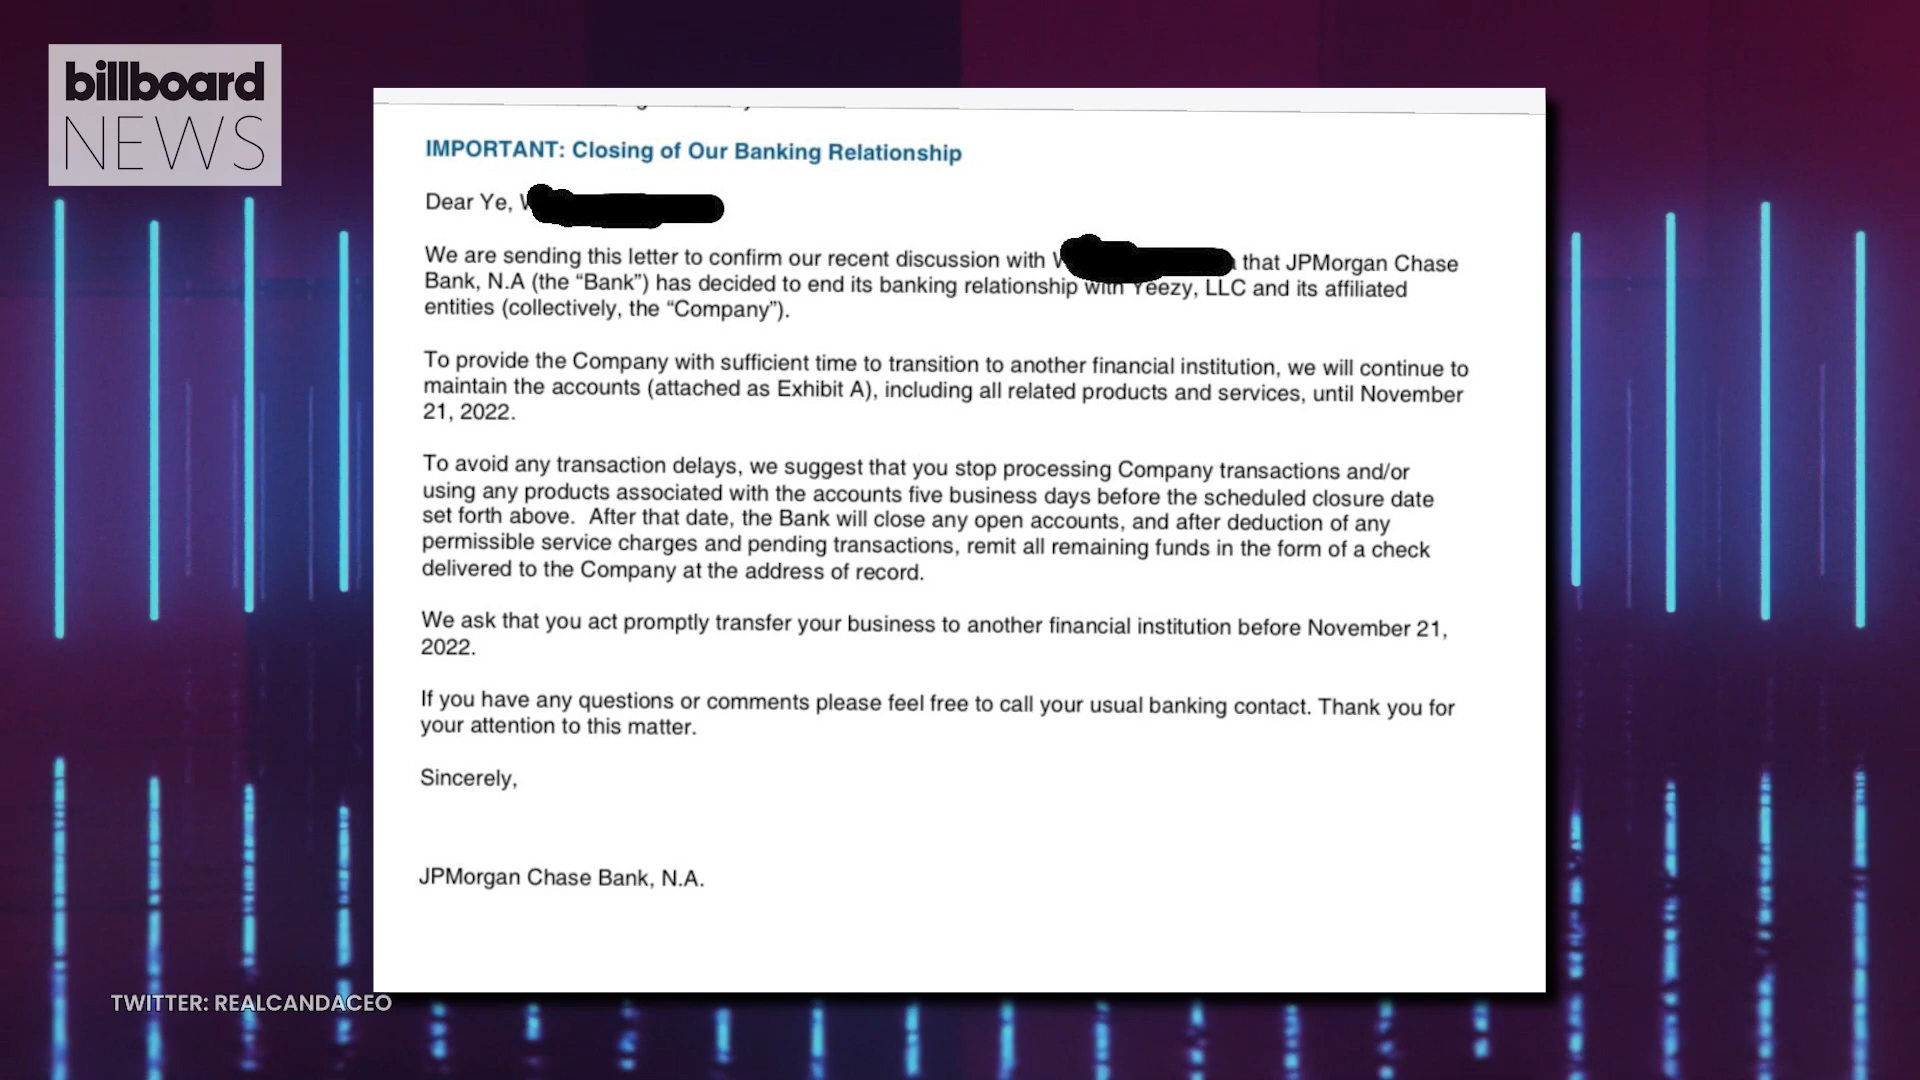 billboard
NEWS
IMPORTANT: Closing of Our Banking Relationship
Dear Ye,
We are sending this letter to confirm our recent discussion with that JPMorgan Chase
Bank, N.A (the “Bank”) has decided to end its banking relationship with Yeezy, LLC and its affiliated
entities (collectively, the “Company”).
To provide the Company with sufficient time to transition to another financial institution, we will continue to
maintain the accounts (attached as Exhibit A), including all related products and services, until November
21, 2022.
To avoid any transaction delays, we suggest that you stop processing Company transactions and/or
using any products associated with the accounts five business days before the scheduled closure date
set forth above. After that date, the Bank will close any open accounts, and after deduction of any
permissible service charges and pending transactions, remit all remaining funds in the form of a check
delivered to the Company at the address of record.
We ask that you act promptly transfer your business to another financial institution before November 21,
2022.
If you have any questions or comments please feel free to call your usual banking contact. Thank you for
your attention to this matter.
Sincerely,
JPMorgan Chase Bank, N.A.
TWITTER: REALCANDACEO